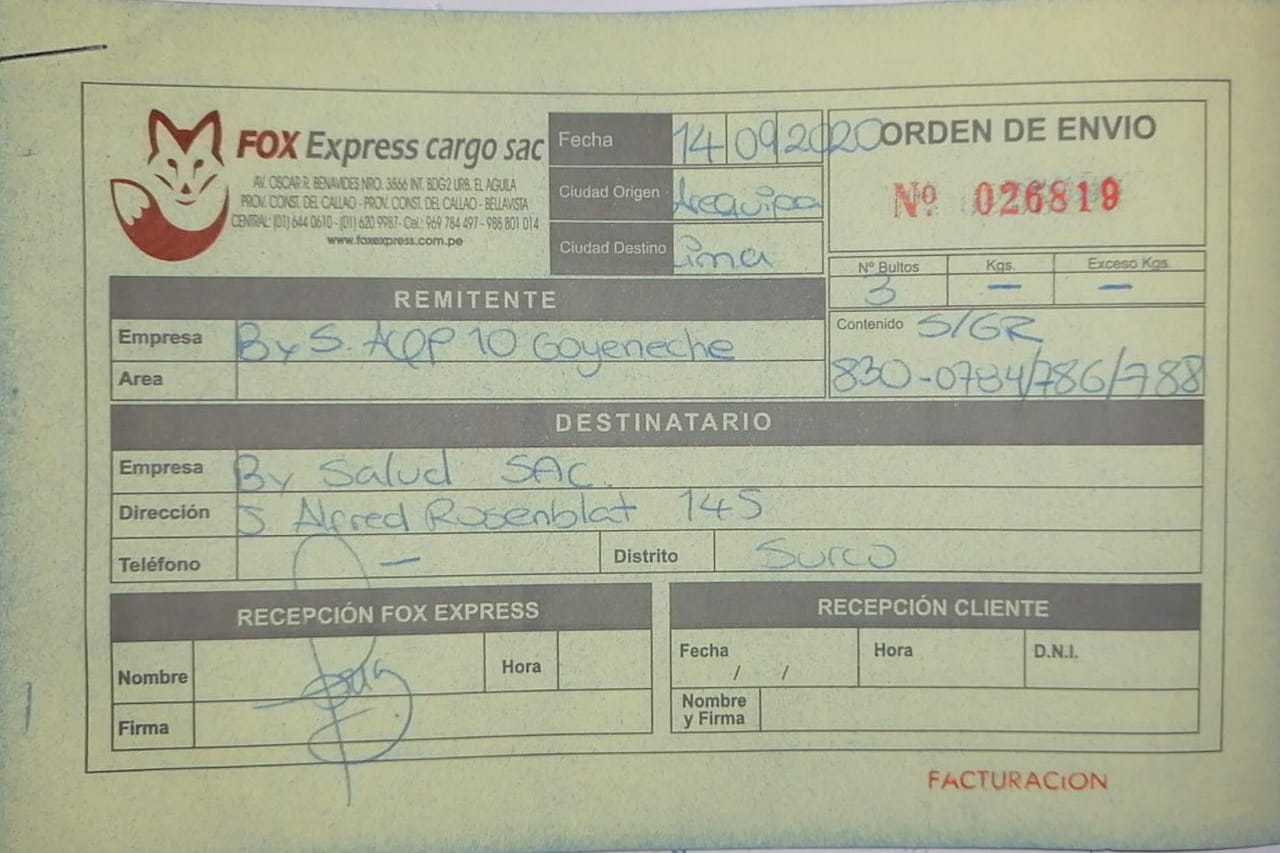 FOX Express cargo sac
AV. OSCAR R. BENAVIDES NRO. 3866 INT. BDG2 URB. EL AGUILA
PROV. CONST. DEL CALLAO - PROV. CONST. DEL CALLAO - BELLAVISTA
CENTRAL: (01) 644 0610 - (01) 620 9987 - Cel.: 969 784 497 - 986 801 014
www.foxexpress.com.pe
Fecha 14 09 2020
Ciudad Origen Arequipa
Ciudad Destino Lima
ORDEN DE ENVIO
Nº 026819
Nº Bultos Kgs. Exceso Kgs.
3 — —
Contenido S/GR
830-0784/786/788
REMITENTE
Empresa By S. AQP 10 Goyeneche
Area
DESTINATARIO
Empresa By Salud SAC.
Dirección J Alfred Rosenblat 145
Teléfono — Distrito Surco
RECEPCIÓN FOX EXPRESS
Nombre Hora
Firma
RECEPCIÓN CLIENTE
Fecha / / Hora D.N.I.
Nombre
y Firma
FACTURACION